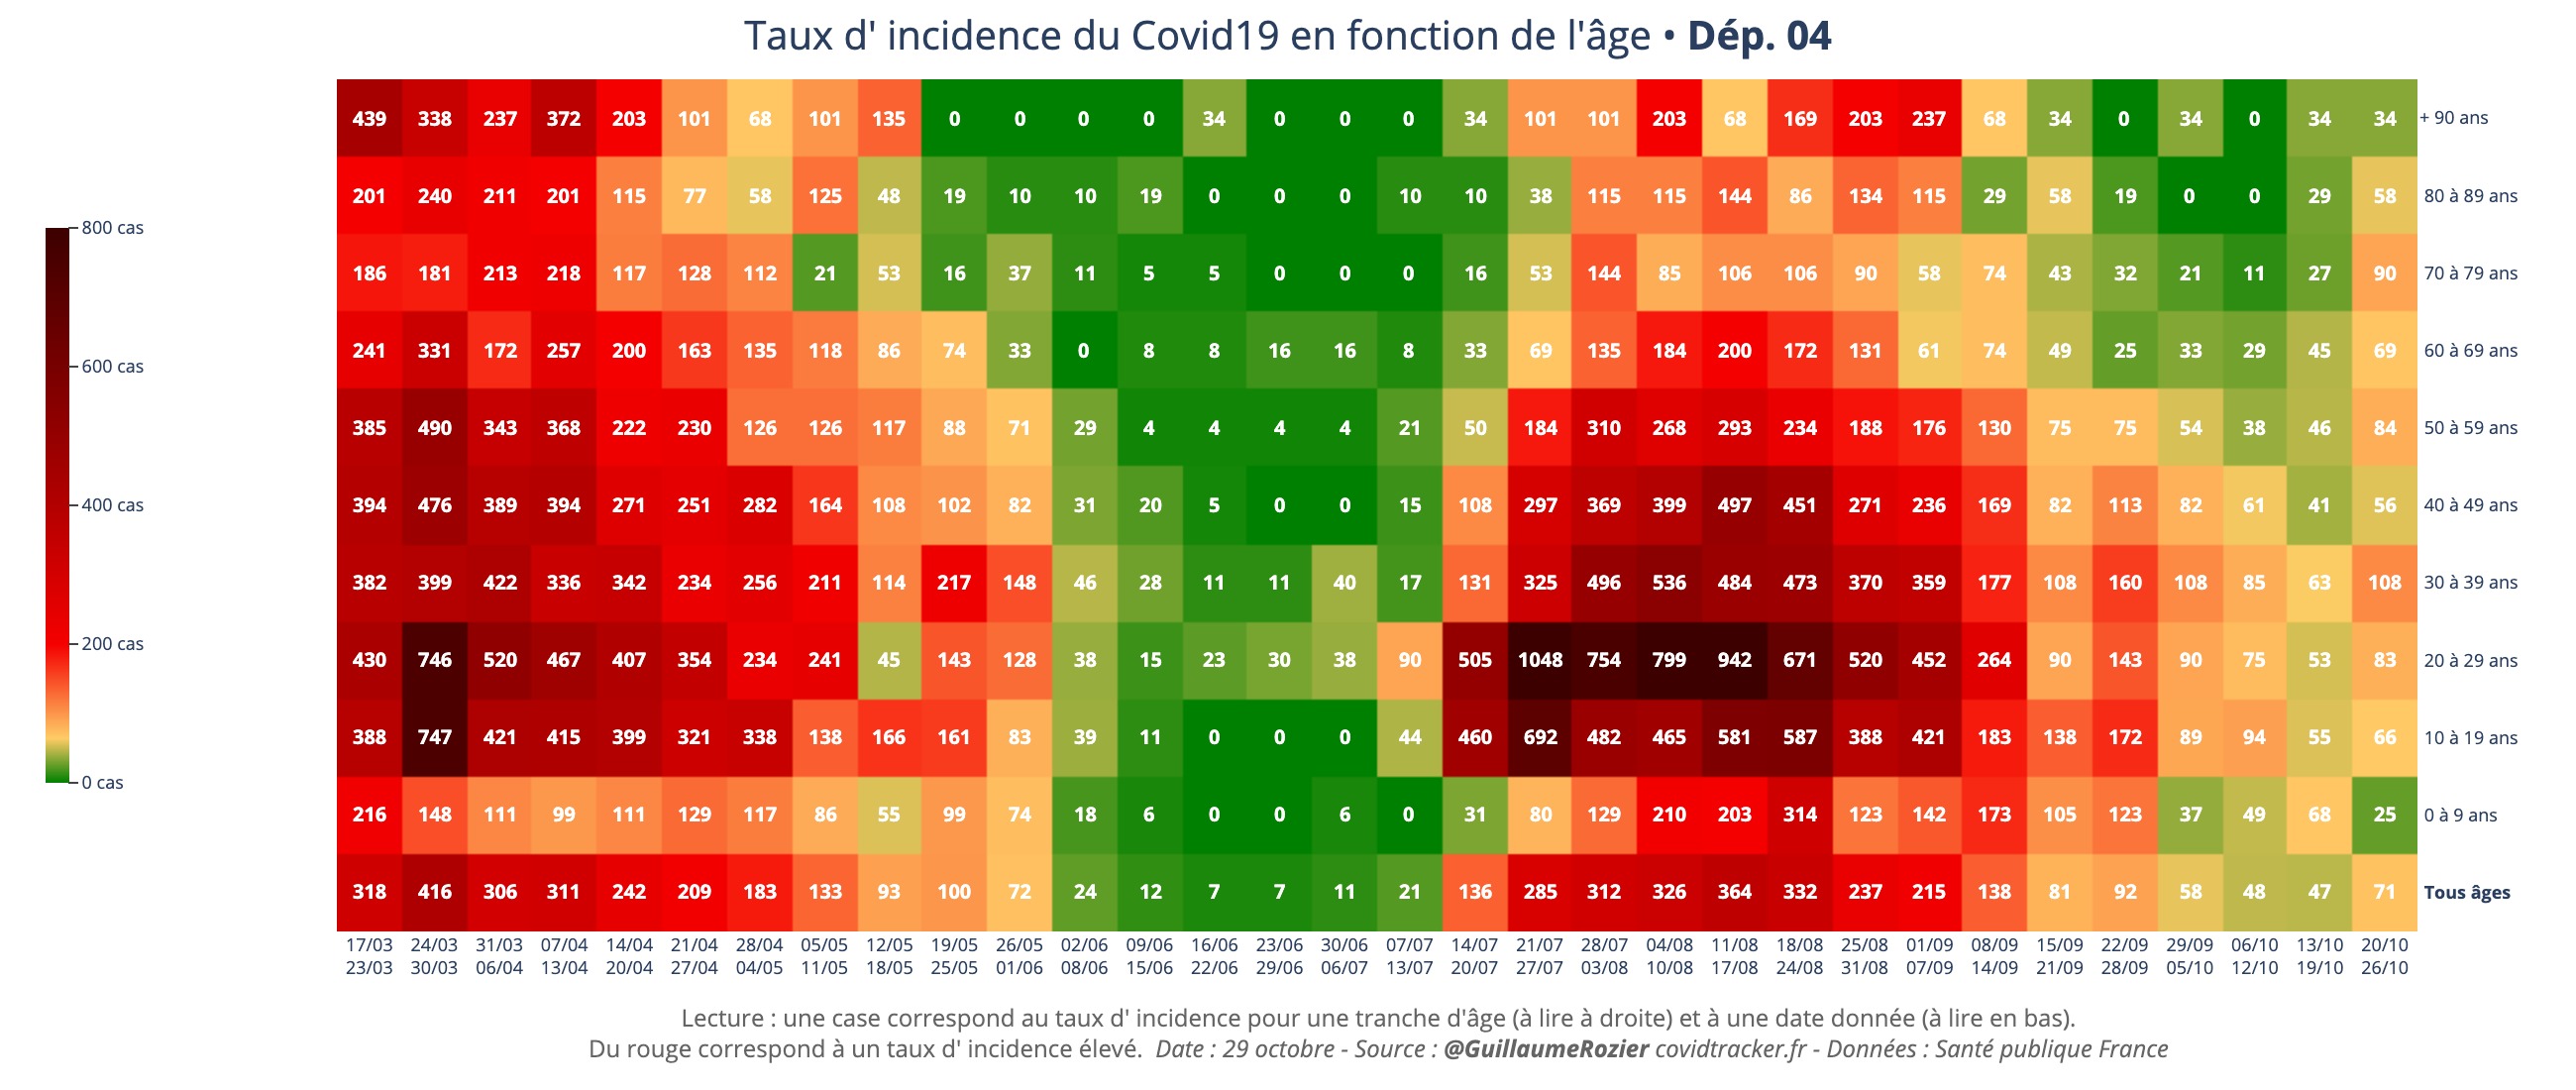 Taux d' incidence du Covid19 en fonction de l'âge • Dép. 04
439 338 237 372 203 101 68 101 135 0 0 0 0 34 0 0 0 34 101 101 203 68 169 203 237 68 34 0 34 0 34 34 + 90 ans
201 240 211 201 115 77 58 125 48 19 10 10 19 0 0 0 10 10 38 115 115 144 86 134 115 29 58 19 0 0 29 58 80 à 89 ans
800 cas
186 181 213 218 117 128 112 21 53 16 37 11 5 5 0 0 0 16 53 144 85 106 106 90 58 74 43 32 21 11 27 90 70 à 79 ans
241 331 172 257 200 163 135 118 86 74 33 0 8 8 16 16 8 33 69 135 184 200 172 131 61 74 49 25 33 29 45 69 60 à 69 ans
600 cas
385 490 343 368 222 230 126 126 117 88 71 29 4 4 4 4 21 50 184 310 268 293 234 188 176 130 75 75 54 38 46 84 50 à 59 ans
400 cas
394 476 389 394 271 251 282 164 108 102 82 31 20 5 0 0 15 108 297 369 399 497 451 271 236 169 82 113 82 61 41 56 40 à 49 ans
382 399 422 336 342 234 256 211 114 217 148 46 28 11 11 40 17 131 325 496 536 484 473 370 359 177 108 160 108 85 63 108 30 à 39 ans
200 cas
430 746 520 467 407 354 234 241 45 143 128 38 15 23 30 38 90 505 1048 754 799 942 671 520 452 264 90 143 90 75 53 83 20 à 29 ans
388 747 421 415 399 321 338 138 166 161 83 39 11 0 0 0 44 460 692 482 465 581 587 388 421 183 138 172 89 94 55 66 10 à 19 ans
0 cas
216 148 111 99 111 129 117 86 55 99 74 18 6 0 0 6 0 31 80 129 210 203 314 123 142 173 105 123 37 49 68 25 0 à 9 ans
318 416 306 311 242 209 183 133 93 100 72 24 12 7 7 11 21 136 285 312 326 364 332 237 215 138 81 92 58 48 47 71 Tous âges
17/03 24/03 31/03 07/04 14/04 21/04 28/04 05/05 12/05 19/05 26/05 02/06 09/06 16/06 23/06 30/06 07/07 14/07 21/07 28/07 04/08 11/08 18/08 25/08 01/09 08/09 15/09 22/09 29/09 06/10 13/10 20/10
23/03 30/03 06/04 13/04 20/04 27/04 04/05 11/05 18/05 25/05 01/06 08/06 15/06 22/06 29/06 06/07 13/07 20/07 27/07 03/08 10/08 17/08 24/08 31/08 07/09 14/09 21/09 28/09 05/10 12/10 19/10 26/10
Lecture : une case correspond au taux d' incidence pour une tranche d'âge (à lire à droite) et à une date donnée (à lire en bas).
Du rouge correspond à un taux d' incidence élevé. Date : 29 octobre - Source : @GuillaumeRozier covidtracker.fr - Données : Santé publique France